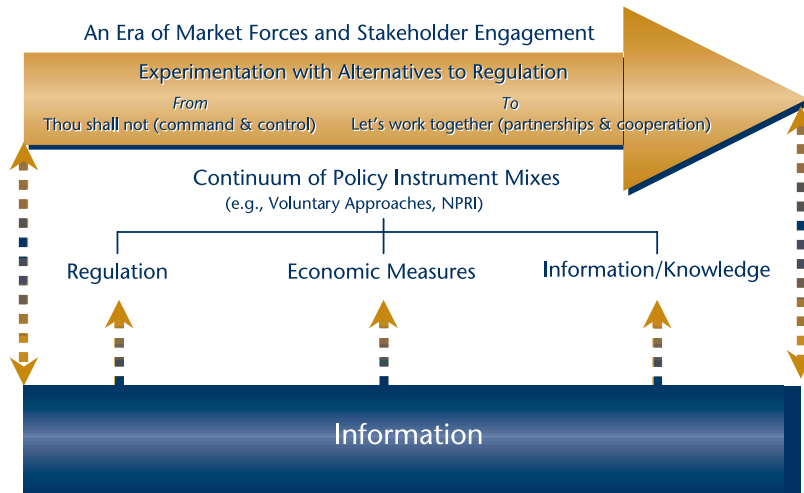 An Era of Market Forces and Stakeholder Engagement
Experimentation with Alternatives to Regulation
From To
Thou shall not (command & control) Let's work together (partnerships & cooperation)
Continuum of Policy Instrument Mixes
(e.g., Voluntary Approaches, NPRI)
Regulation Economic Measures Information/Knowledge
Information